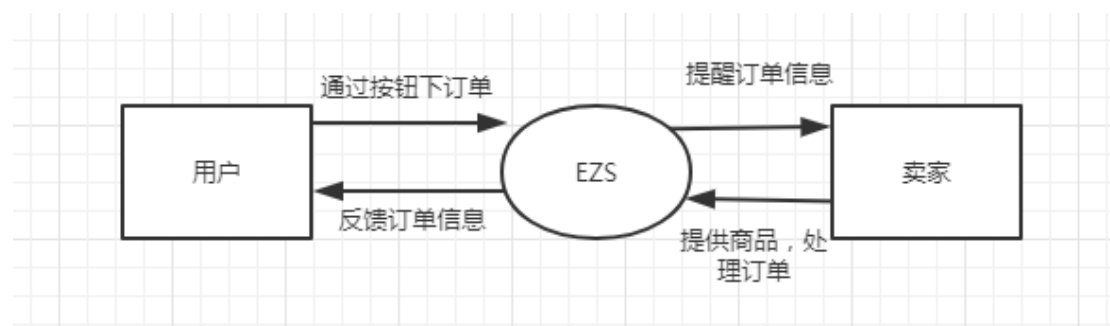 通过按钮下订单
提醒订单信息
用户
EZS
卖家
反馈订单信息
提供商品，处
理订单